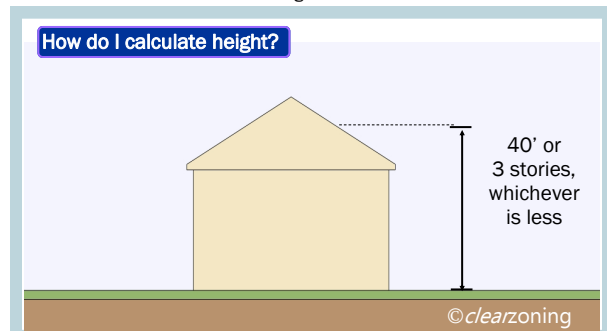 How do I calculate height?
40’ or
3 stories,
whichever
is less
©clearzoning